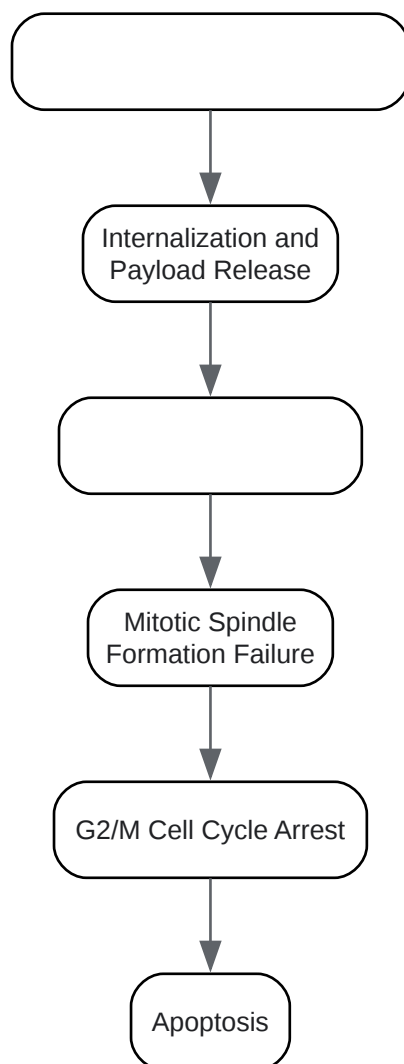 Internalization and
Payload Release
Mitotic Spindle
Formation Failure
G2/M Cell Cycle Arrest
Apoptosis